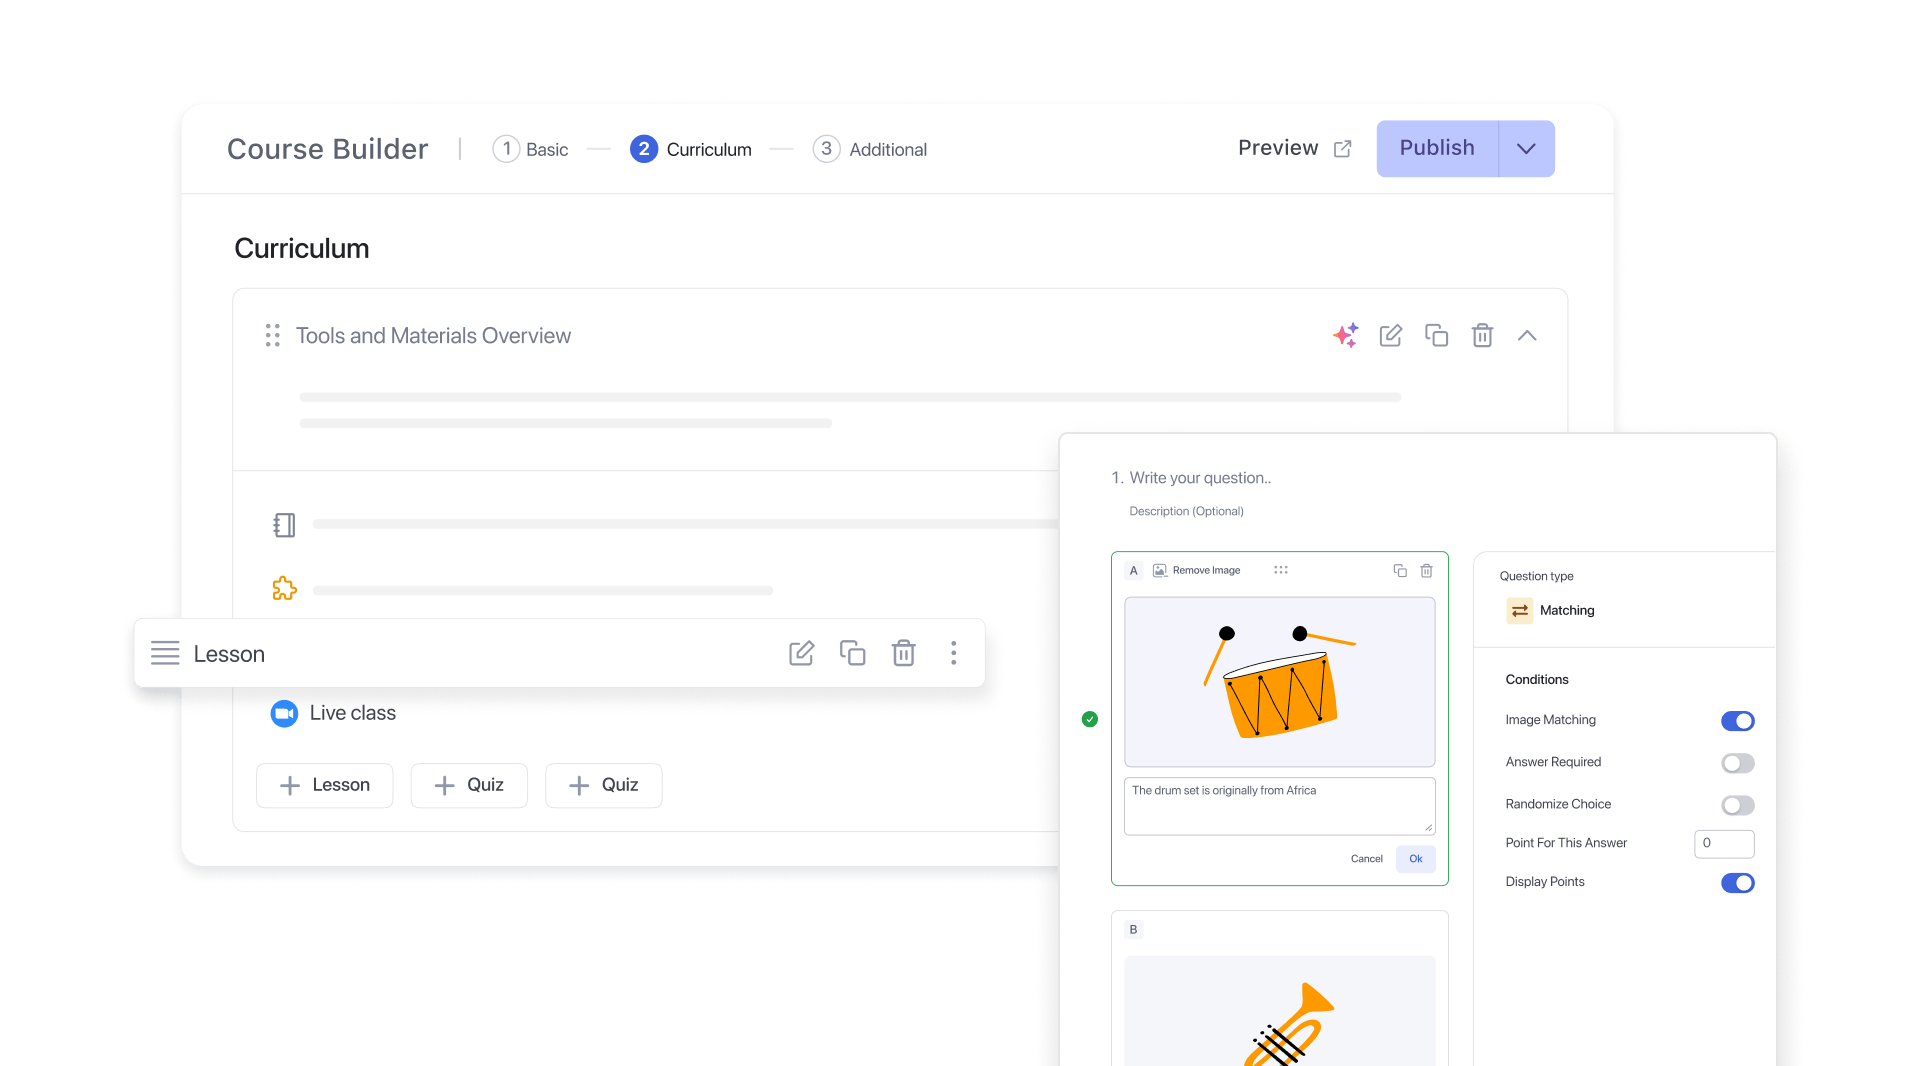 Course Builder
1 Basic
2 Curriculum
3 Additional
Preview
Publish
Curriculum
Tools and Materials Overview
Lesson
Live class
Lesson
Quiz
Quiz
1. Write your question..
Description (Optional)
A
Remove Image
The drum set is originally from Africa
Cancel
Ok
B
Question type
Matching
Conditions
Image Matching
Answer Required
Randomize Choice
Point For This Answer
0
Display Points